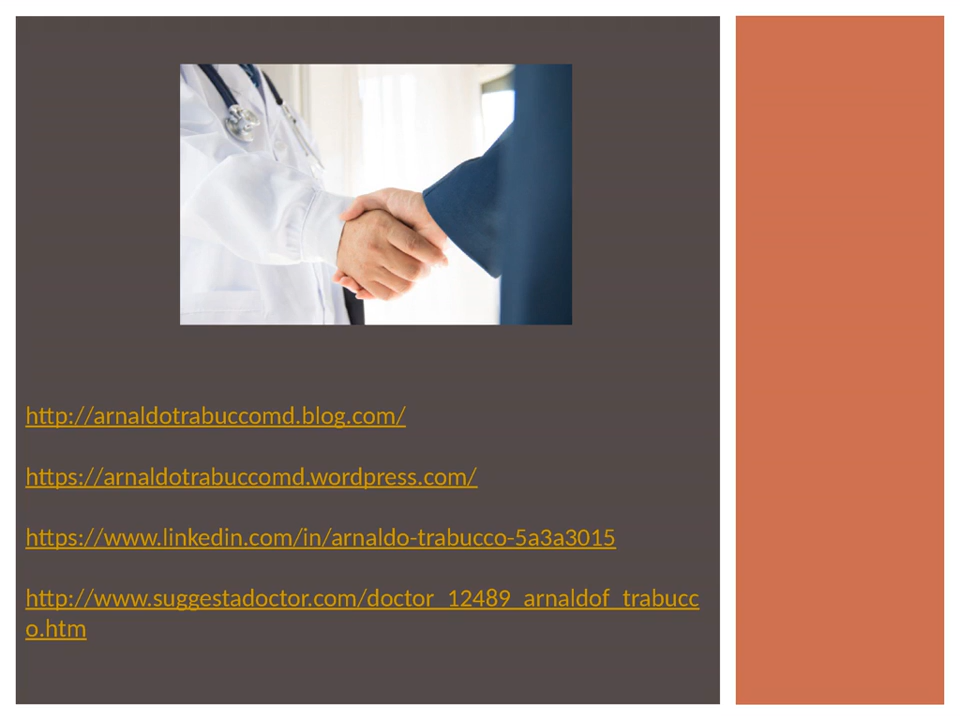 http://arnaldotrabuccomd.blog.com/
https://arnaldotrabuccomd.wordpress.com/
https://www.linkedin.com/in/arnaldo-trabucco-5a3a3015
http://www.suggestadoctor.com/doctor_12489_arnaldof_trabucc
o.htm